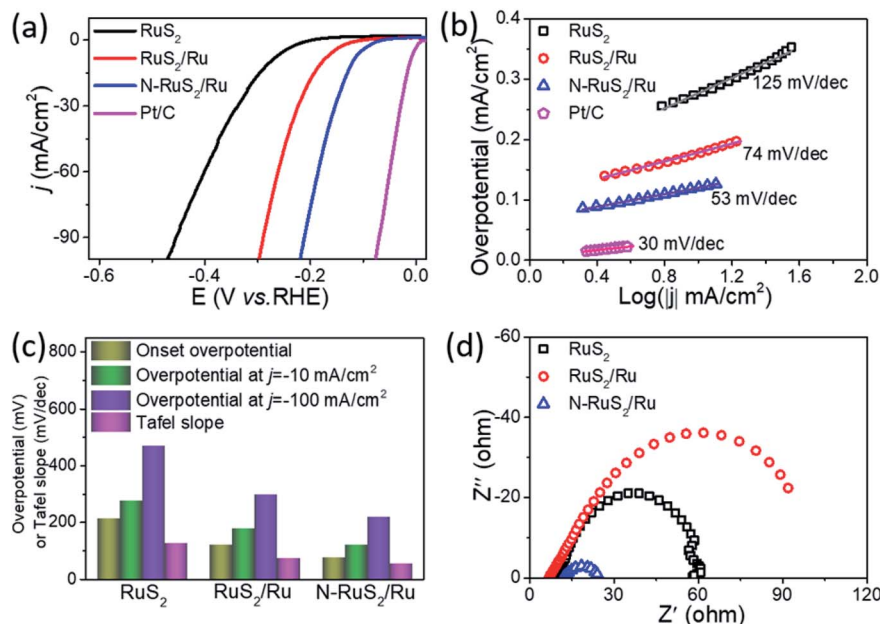 (a)
RuS₂
RuS₂/Ru
N-RuS₂/Ru
Pt/C
0
-30
-60
-90
j (mA/cm²)
-0.6
-0.4
-0.2
0.0
E (V vs.RHE)
(b)
RuS₂
RuS₂/Ru
N-RuS₂/Ru
Pt/C
125 mV/dec
74 mV/dec
53 mV/dec
30 mV/dec
0.4
0.3
0.2
0.1
0.0
Overpotential (mA/cm²)
0.0
0.4
0.8
1.2
1.6
2.0
Log(|j| mA/cm²)
(c)
Onset overpotential
Overpotential at j=-10 mA/cm²
Overpotential at j=-100 mA/cm²
Tafel slope
800
600
400
200
0
Overpotential (mV)
or Tafel slope (mV/dec)
RuS₂
RuS₂/Ru
N-RuS₂/Ru
(d)
RuS₂
RuS₂/Ru
N-RuS₂/Ru
-60
-40
-20
0
Z″ (ohm)
0
30
60
90
120
Z′ (ohm)